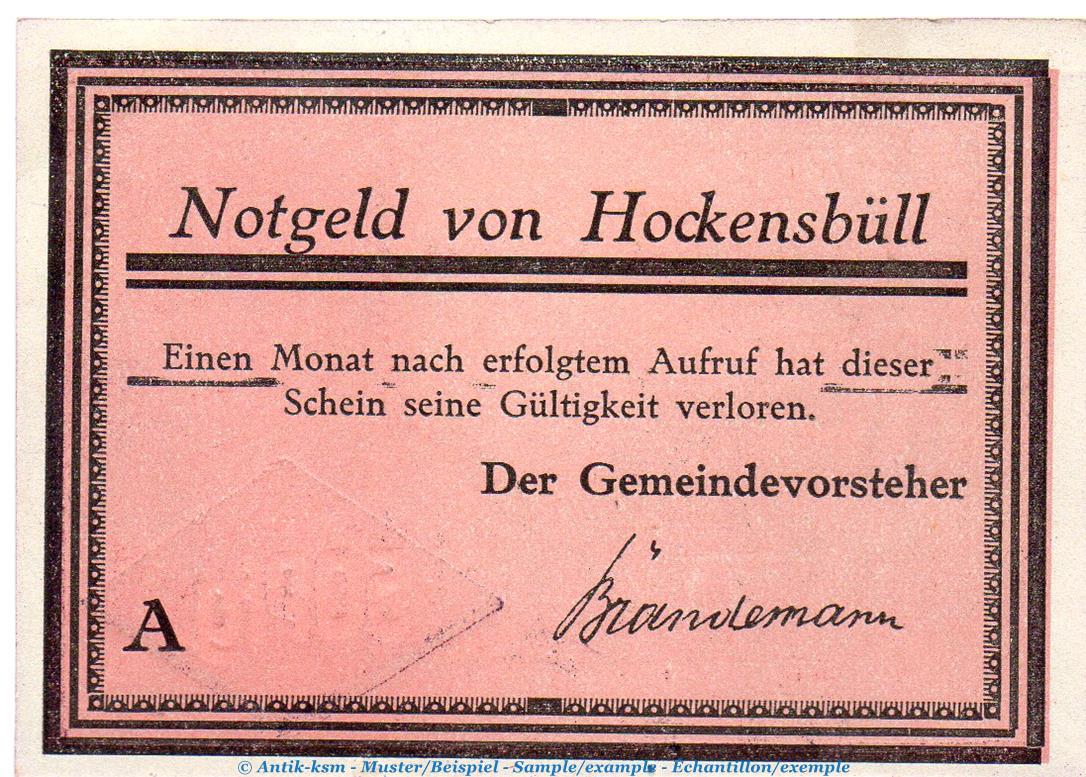 Notgeld von Hockensbüll
Einen Monat nach erfolgtem Aufruf hat dieser
Schein seine Gültigkeit verloren.
Der Gemeindevorsteher
Brändemann
A
© Antik-ksm - Muster/Beispiel - Sample/example - Echantillon/exemple